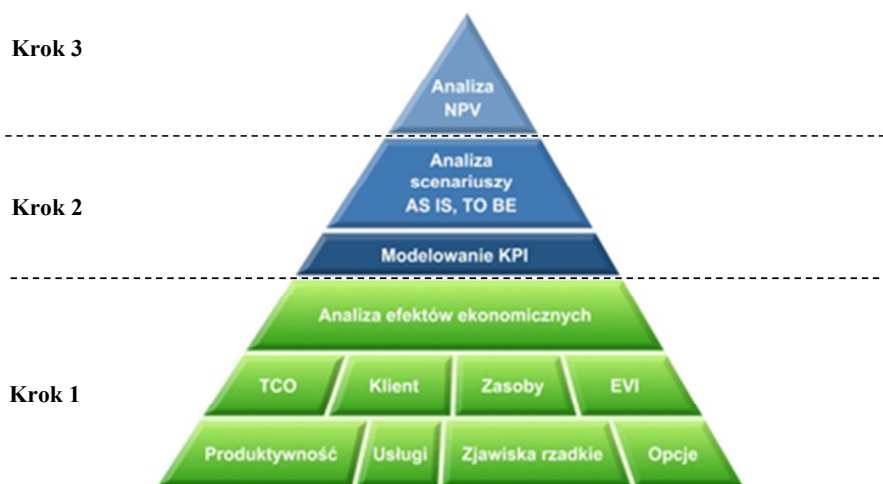 Krok 3
Analiza
NPV
Analiza
scenariuszy
AS IS, TO BE
Krok 2
Modelowanie KPI
Analiza efektów ekonomicznych
TCO Klient Zasoby EVI
Krok 1
Produktywność Usługi Zjawiska rzadkie Opcje